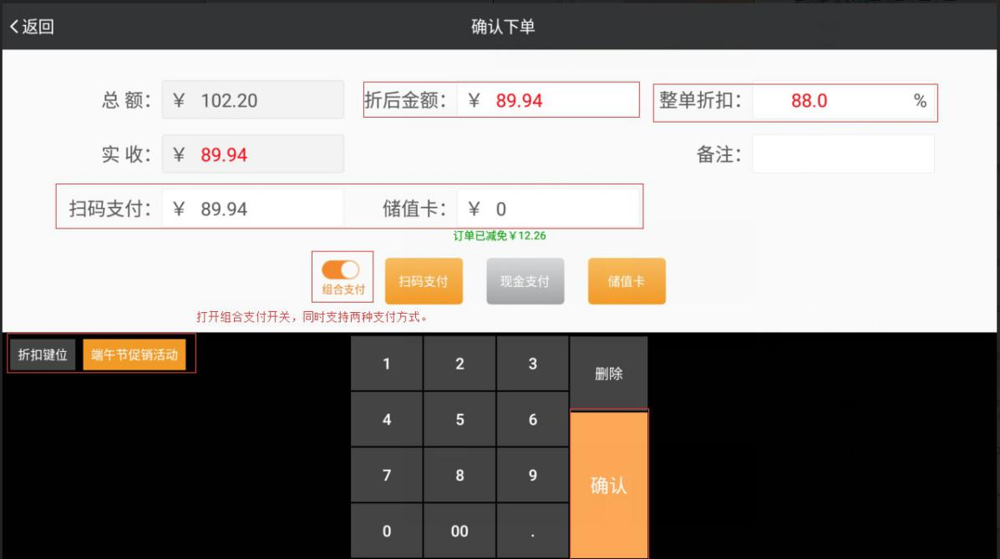 返回
确认下单
总 额： ￥ 102.20 折后金额： ￥ 89.94 整单折扣： 88.0 %
实 收： ￥ 89.94 备注：
扫码支付： ￥ 89.94 储值卡： ￥ 0
订单已减免￥12.26
组合支付 扫码支付 现金支付 储值卡
打开组合支付开关，同时支持两种支付方式。
折扣键位 端午节促销活动
1 2 3 删除
4 5 6
7 8 9 确认
0 00 .